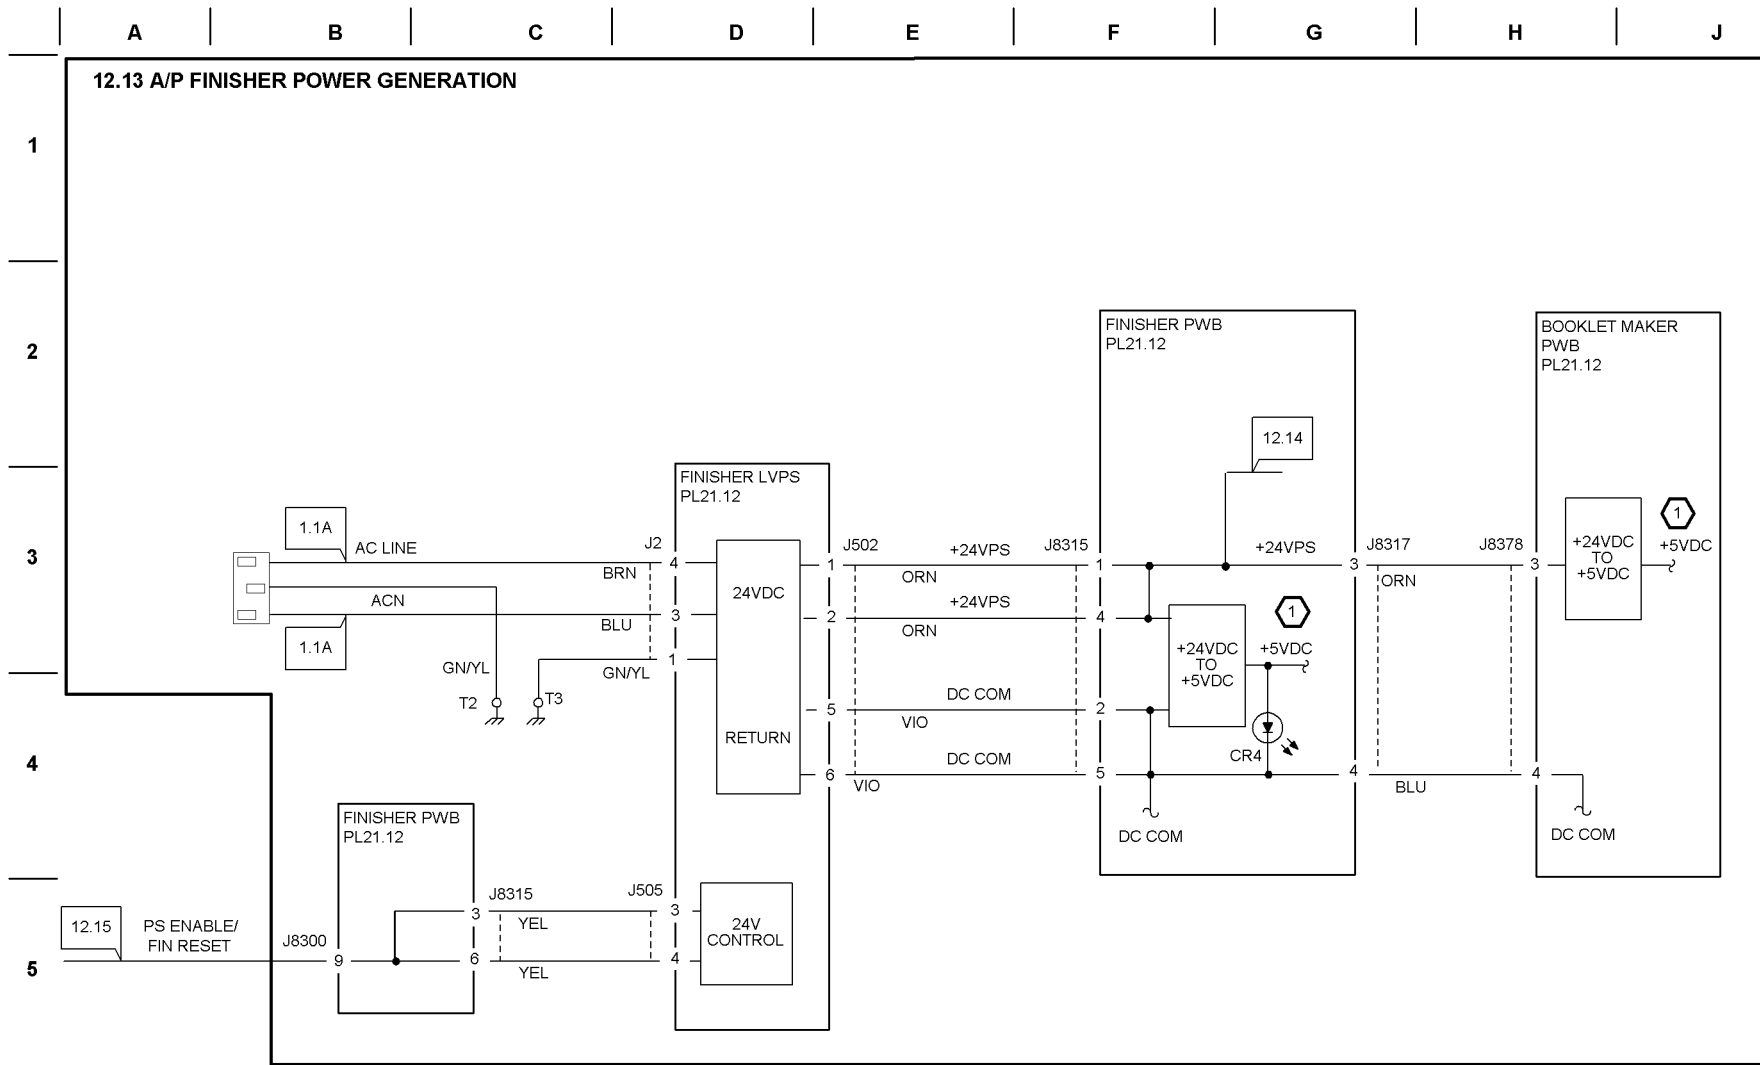 A B C D E F G H J
12.13 A/P FINISHER POWER GENERATION
1
2
3
4
5
FINISHER PWB
PL21.12
12.14
BOOKLET MAKER
PWB
PL21.12
+24VDC
TO
+5VDC
1
+5VDC
FINISHER LVPS
PL21.12
1.1A
AC LINE
BRN
J2
4
ACN
BLU
3
1.1A
GN/YL
GN/YL
1
T2
T3
24VDC
RETURN
J502
1
+24VPS
ORN
J8315
1
2
+24VPS
ORN
4
5
DC COM
VIO
2
6
DC COM
VIO
5
+24VPS
3
J8317
ORN
J8378
3
+24VDC
TO
+5VDC
1
+5VDC
CR4
4
BLU
4
DC COM
DC COM
FINISHER PWB
PL21.12
12.15
PS ENABLE/
FIN RESET
J8300
9
J8315
3
YEL
J505
3
6
YEL
4
24V
CONTROL